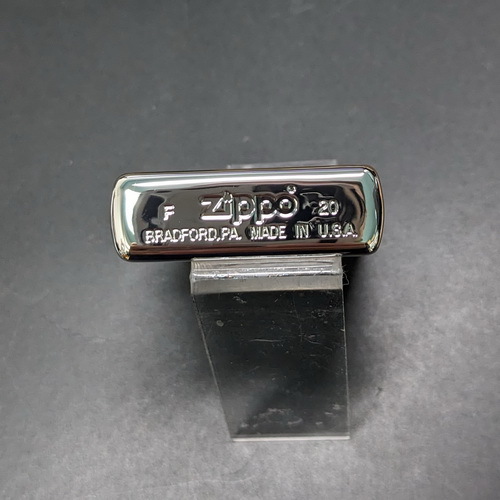 F Zippo® 20
BRADFORD,PA. MADE IN U.S.A.